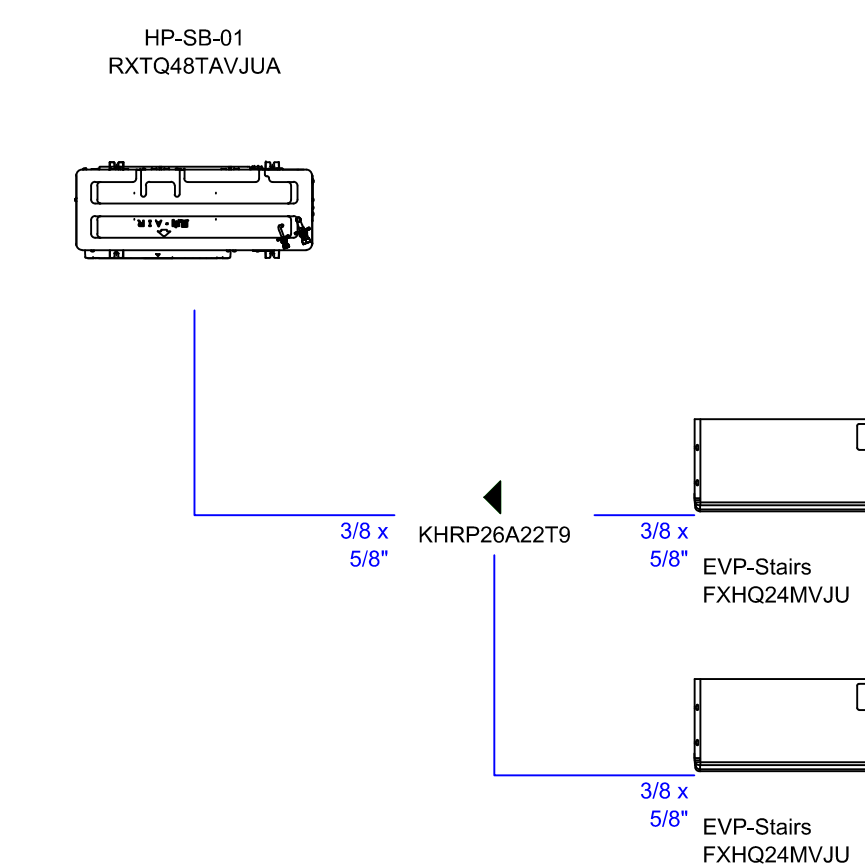 HP-SB-01
RXTQ48TAVJUA
3/8 x
5/8"
KHRP26A22T9
3/8 x
5/8"
EVP-Stairs
FXHQ24MVJU
3/8 x
5/8"
EVP-Stairs
FXHQ24MVJU